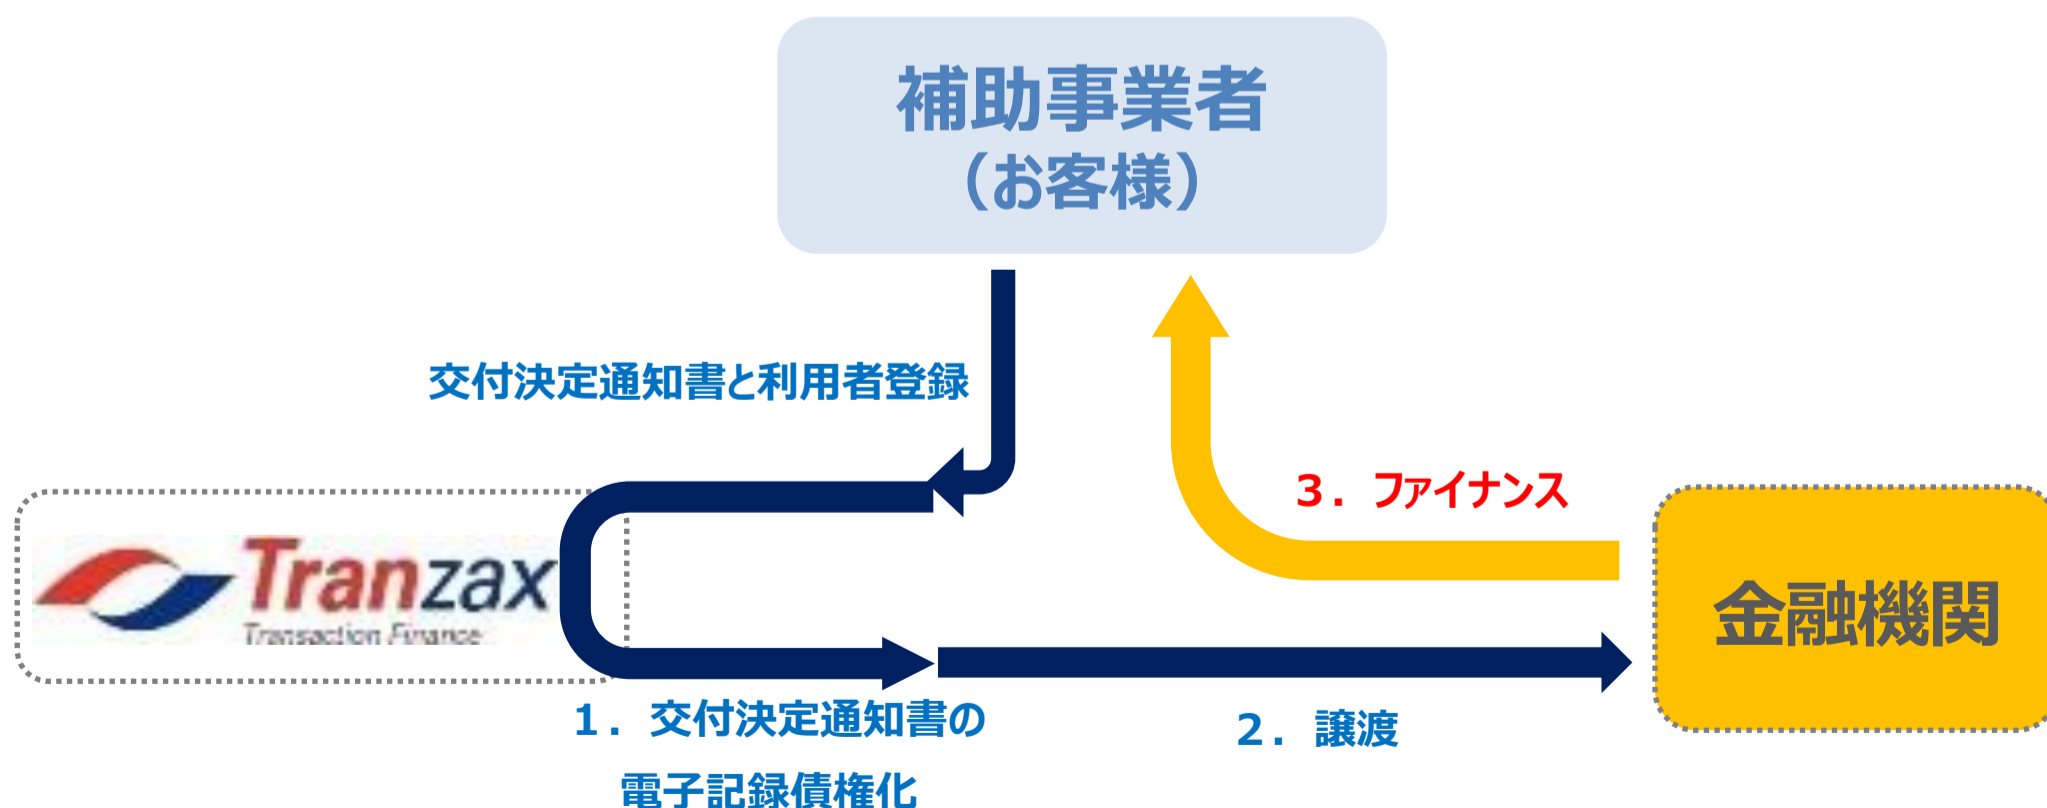 補助事業者
（お客様）
交付決定通知書と利用者登録
3．ファイナンス
Tranzax
Transaction Finance
金融機関
1．交付決定通知書の
電子記録債権化
2．譲渡